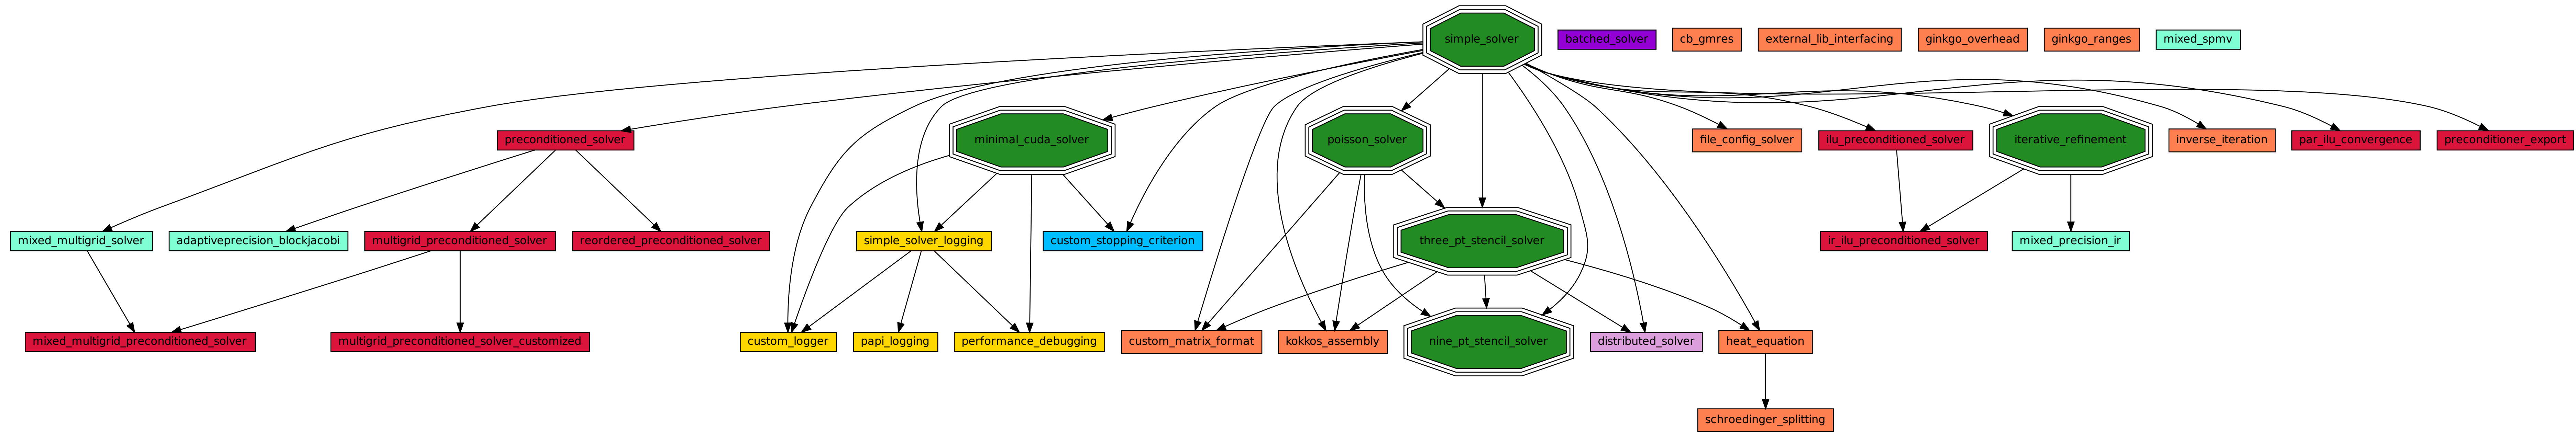 simple_solver
batched_solver
cb_gmres
external_lib_interfacing
ginkgo_overhead
ginkgo_ranges
mixed_spmv
preconditioned_solver
minimal_cuda_solver
poisson_solver
file_config_solver
ilu_preconditioned_solver
iterative_refinement
inverse_iteration
par_ilu_convergence
preconditioner_export
mixed_multigrid_solver
adaptiveprecision_blockjacobi
multigrid_preconditioned_solver
reordered_preconditioned_solver
simple_solver_logging
custom_stopping_criterion
three_pt_stencil_solver
ir_ilu_preconditioned_solver
mixed_precision_ir
mixed_multigrid_preconditioned_solver
multigrid_preconditioned_solver_customized
custom_logger
papi_logging
performance_debugging
custom_matrix_format
kokkos_assembly
nine_pt_stencil_solver
distributed_solver
heat_equation
schroedinger_splitting